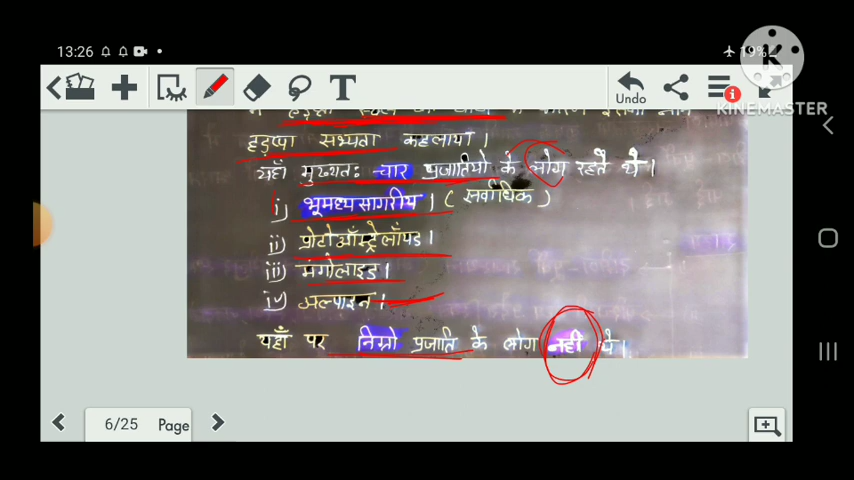 13:26
19%
Undo
KINEMASTER
हड़प्पा सभ्यता कहलाया।
यहाँ मुख्यतः चार प्रजातियो के लोग रहते थे।
i) भूमध्यसागरीय। (सर्वाधिक)
ii) प्रोटोऑस्ट्रेलॉयड।
iii) मंगोलाइड।
iv) अल्पाइन।
यहाँ पर निग्रो प्रजाति के लोग नही थे।
6/25 Page